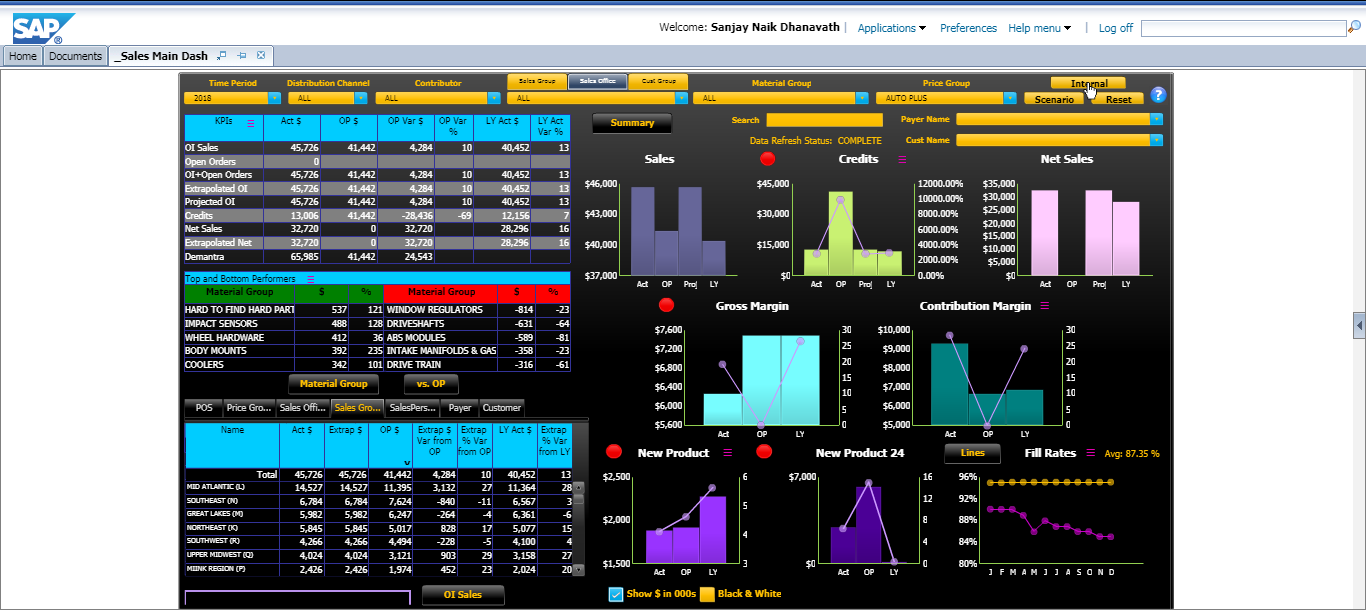 SAP ®
Welcome: Sanjay Naik Dhanavath | Applications Preferences Help menu | Log off
Home Documents _Sales Main Dash
Time Period Distribution Channel Contributor Sales Group Sales Office Cust Group Material Group Price Group Internal
2018 ALL ALL ALL ALL AUTO PLUS Scenario Reset ?
KPIs Act $ OP $ OP Var $ OP Var % LY Act $ LY Act Var %
OI Sales 45,726 41,442 4,284 10 40,452 13
Open Orders 0
OI+Open Orders 45,726 41,442 4,284 10 40,452 13
Extrapolated OI 45,726 41,442 4,284 10 40,452 13
Projected OI 45,726 41,442 4,284 10 40,452 13
Credits 13,006 41,442 -28,436 -69 12,156 7
Net Sales 32,720 0 32,720 28,296 16
Extrapolated Net 32,720 0 32,720 28,296 16
Demantra 65,985 41,442 24,543
Summary Search Payer Name
Data Refresh Status: COMPLETE Cust Name
Top and Bottom Performers
Material Group $ % Material Group $ %
HARD TO FIND HARD PART 537 121 WINDOW REGULATORS -814 -23
IMPACT SENSORS 488 128 DRIVESHAFTS -631 -64
WHEEL HARDWARE 412 36 ABS MODULES -589 -81
BODY MOUNTS 392 235 INTAKE MANIFOLDS & GAS -358 -23
COOLERS 342 101 DRIVE TRAIN -316 -61
Material Group vs. OP
POS Price Gro... Sales Offi... Sales Gro... SalesPers... Payer Customer
Name Act $ Extrap $ OP $ Extrap $ Var from OP Extrap % Var from OP LY Act $ Extrap % Var from LY
Total 45,726 45,726 41,442 4,284 10 40,452 13
MID ATLANTIC (L) 14,527 14,527 11,395 3,132 27 11,364 28
SOUTHEAST (N) 6,784 6,784 7,624 -840 -11 6,567 3
GREAT LAKES (M) 5,982 5,982 6,247 -264 -4 6,361 -6
NORTHEAST (K) 5,845 5,845 5,017 828 17 5,077 15
SOUTHWEST (R) 4,266 4,266 4,494 -228 -5 4,100 4
UPPER MIDWEST (Q) 4,024 4,024 3,121 903 29 3,158 27
MINK REGION (P) 2,426 2,426 1,974 452 23 2,024 20
OI Sales
Sales
$46,000
$43,000
$40,000
$37,000
Act OP Proj LY
Credits
$45,000 12000.00%
10000.00%
$30,000 8000.00%
6000.00%
$15,000 4000.00%
2000.00%
$0 0.00%
Act OP Proj LY
Net Sales
$35,000
$30,000
$25,000
$20,000
$15,000
$10,000
$5,000
$0
Act OP Proj LY
Gross Margin
$7,600 30
$7,200 25
$6,800 20
$6,400 15
10
$6,000 5
$5,600 0
Act OP LY
Contribution Margin
$10,000 30
$9,000 25
$8,000 20
$7,000 15
10
$6,000 5
$5,000 0
Act OP LY
New Product
$2,500 6
5
$2,000
4
$1,500 3
Act OP LY
New Product 24
$7,000 16
12
8
4
$0 0
Act OP LY
Lines Fill Rates Avg: 87.35 %
96%
92%
88%
84%
80%
J F M A M J J A S O N D
Show $ in 000s Black & White